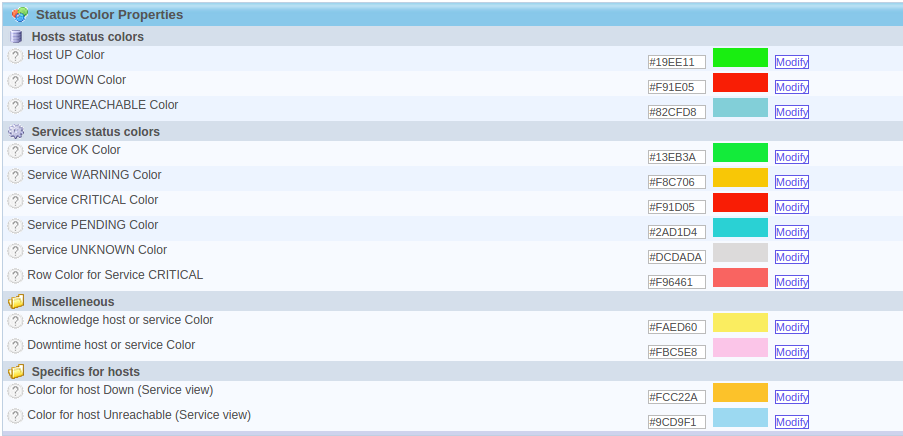 Status Color Properties
Hosts status colors
? Host UP Color #19EE11 Modify
? Host DOWN Color #F91E05 Modify
? Host UNREACHABLE Color #82CFD8 Modify
Services status colors
? Service OK Color #13EB3A Modify
? Service WARNING Color #F8C706 Modify
? Service CRITICAL Color #F91D05 Modify
? Service PENDING Color #2AD1D4 Modify
? Service UNKNOWN Color #DCDADA Modify
? Row Color for Service CRITICAL #F96461 Modify
Miscelleneous
? Acknowledge host or service Color #FAED60 Modify
? Downtime host or service Color #FBC5E8 Modify
Specifics for hosts
? Color for host Down (Service view) #FCC22A Modify
? Color for host Unreachable (Service view) #9CD9F1 Modify